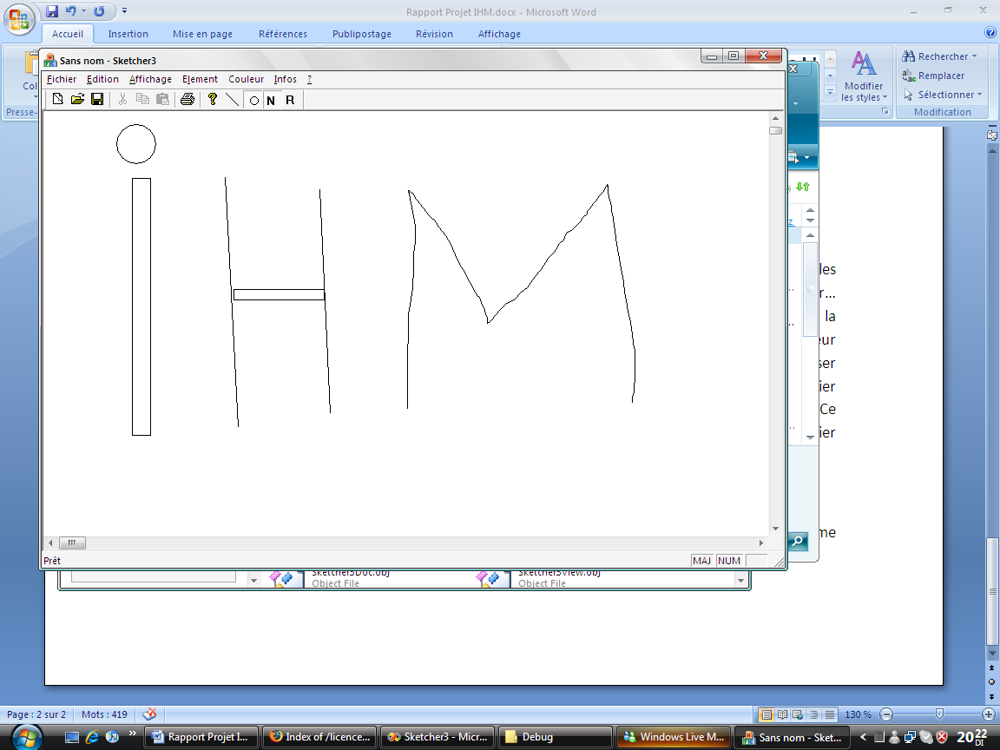 Rapport Projet IHM.docx - Microsoft Word
Accueil Insertion Mise en page Références Publipostage Révision Affichage
Sans nom - Sketcher3
Fichier Edition Affichage Element Couleur Infos ?
N R
Rechercher
Remplacer
Sélectionner
Modifier
les styles
Modification
Col
Presse-
iHM
les
r...
la
eur
ser
ier
Ce
ier
me
Prêt
MAJ NUM
Sketcher3Doc.obj
Object File
Sketcher3View.obj
Object File
Page : 2 sur 2 Mots : 419
130 %
Rapport Projet I...
Index of /licence...
Sketcher3 - Micr...
Debug
Windows Live M...
Sans nom - Sket...
20 22
DI